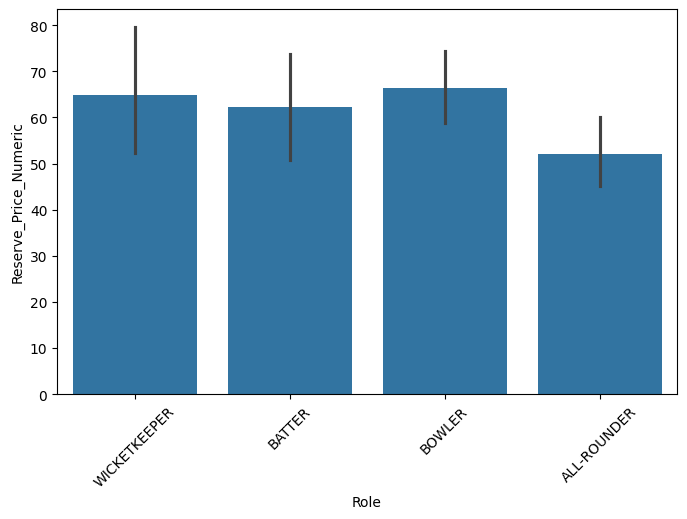 Reserve_Price_Numeric
80
70
60
50
40
30
20
10
0
WICKETKEEPER
BATTER
BOWLER
ALL-ROUNDER
Role